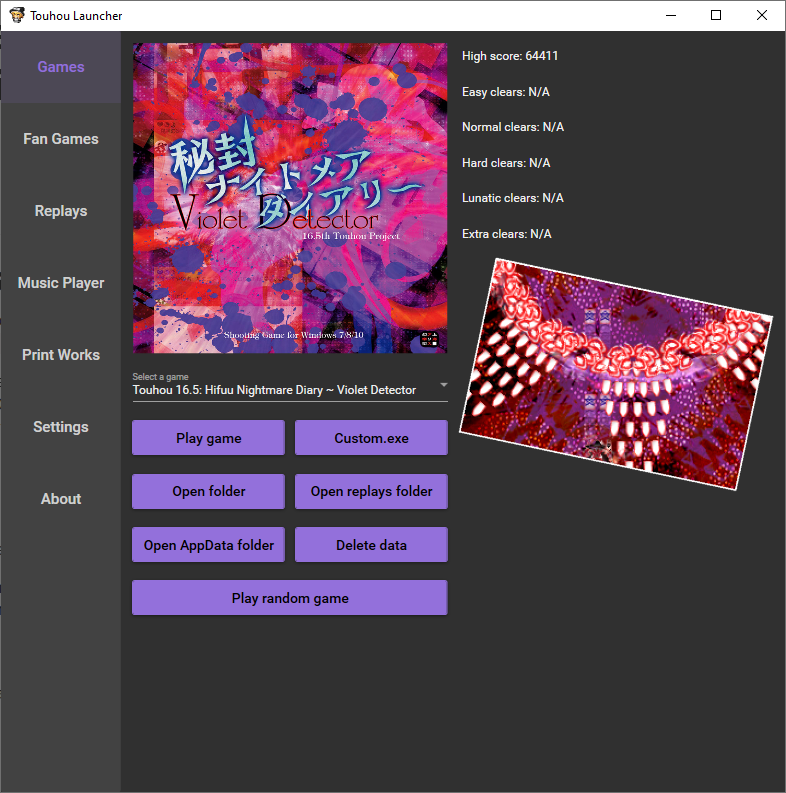 Touhou Launcher
Games
Fan Games
Replays
Music Player
Print Works
Settings
About
秘封
ナイトメア
ダイアリー
Violet Detector
16.5th Touhou Project
Shooting Game for Windows 7/8/10
Select a game
Touhou 16.5: Hifuu Nightmare Diary ~ Violet Detector
Play game
Custom.exe
Open folder
Open replays folder
Open AppData folder
Delete data
Play random game
High score: 64411
Easy clears: N/A
Normal clears: N/A
Hard clears: N/A
Lunatic clears: N/A
Extra clears: N/A